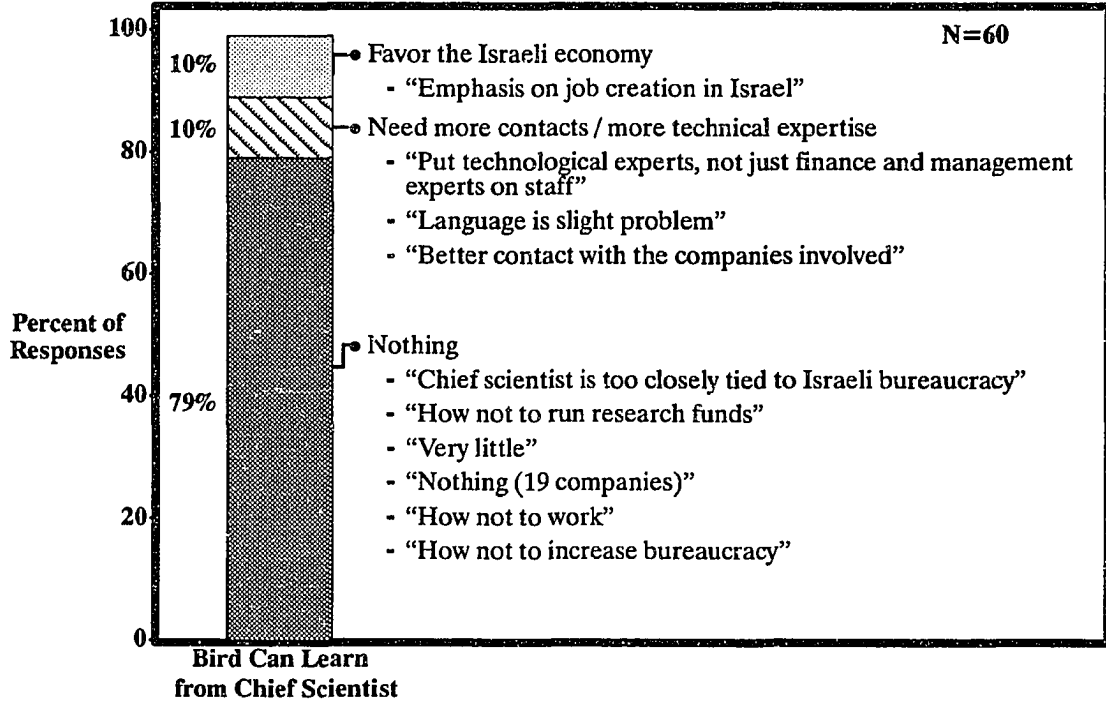 100
N=60
10%
Favor the Israeli economy
- “Emphasis on job creation in Israel”
10%
Need more contacts / more technical expertise
80
- “Put technological experts, not just finance and management
experts on staff”
- “Language is slight problem”
- “Better contact with the companies involved”
60
Percent of
Responses
Nothing
- “Chief scientist is too closely tied to Israeli bureaucracy”
40
79%
- “How not to run research funds”
- “Very little”
- “Nothing (19 companies)”
20
- “How not to work”
- “How not to increase bureaucracy”
0
Bird Can Learn
from Chief Scientist